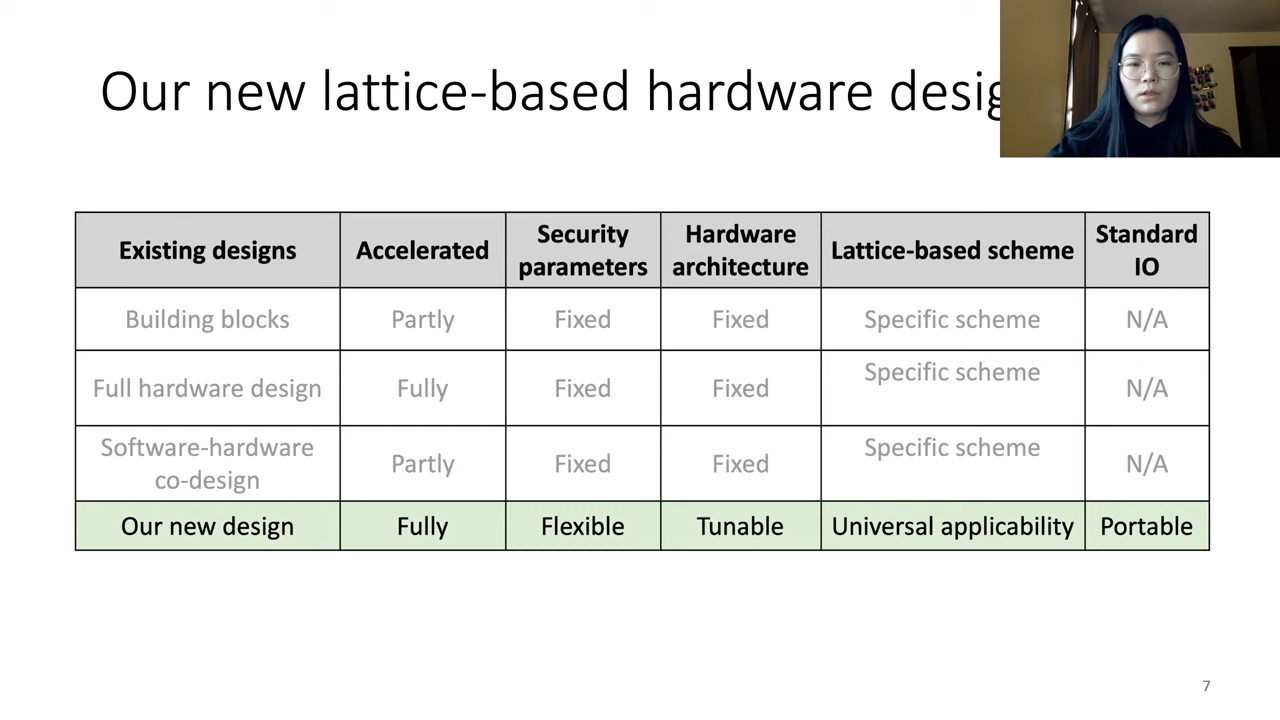 Our new lattice-based hardware desig
Existing designs Accelerated Security parameters Hardware architecture Lattice-based scheme Standard IO
Building blocks Partly Fixed Fixed Specific scheme N/A
Full hardware design Fully Fixed Fixed Specific scheme N/A
Software-hardware co-design Partly Fixed Fixed Specific scheme N/A
Our new design Fully Flexible Tunable Universal applicability Portable
7